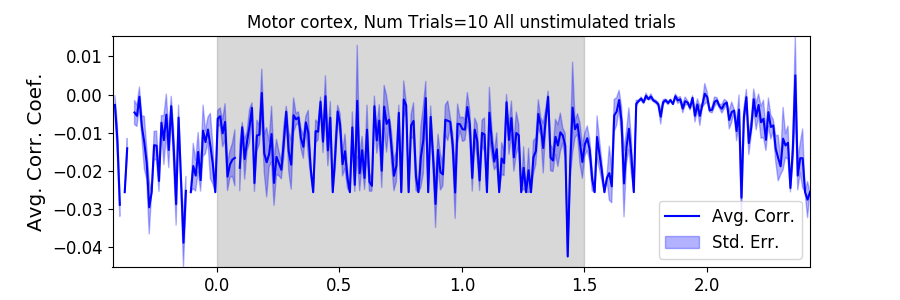 Motor cortex, Num Trials=10 All unstimulated trials
Avg. Corr. Coef.
0.01
0.00
−0.01
−0.02
−0.03
−0.04
Avg. Corr.
Std. Err.
0.0 0.5 1.0 1.5 2.0